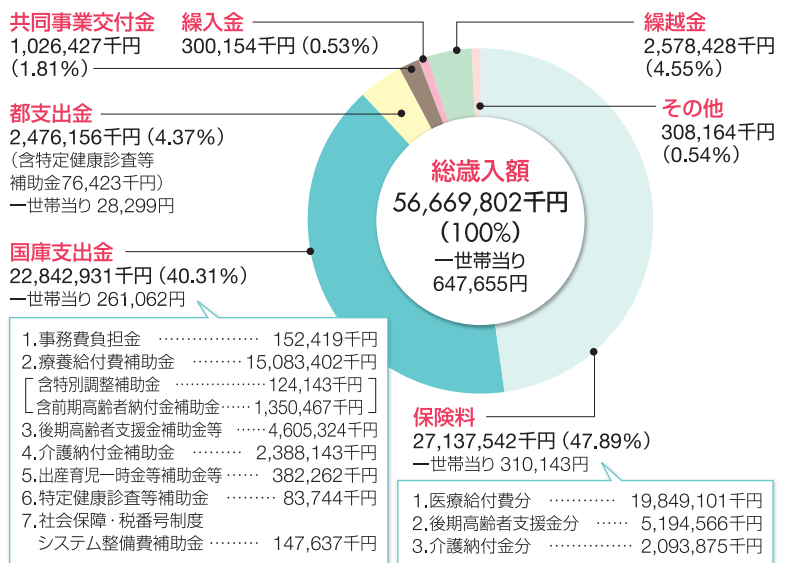 共同事業交付金
1,026,427千円
(1.81%)
繰入金
300,154千円(0.53%)
繰越金
2,578,428千円
(4.55%)
都支出金
2,476,156千円(4.37%)
(含特定健康診査等
補助金76,423千円)
一世帯当り 28,299円
その他
308,164千円
(0.54%)
総歳入額
56,669,802千円
(100%)
一世帯当り
647,655円
国庫支出金
22,842,931千円(40.31%)
一世帯当り 261,062円
1.事務費負担金 ……………… 152,419千円
2.療養給付費補助金 ……… 15,083,402千円
含特別調整補助金 ……………… 124,143千円
含前期高齢者納付金補助金 …… 1,350,467千円
3.後期高齢者支援金補助金等 …… 4,605,324千円
4.介護納付金補助金 ……… 2,388,143千円
5.出産育児一時金等補助金等 …… 382,262千円
6.特定健康診査等補助金 ……… 83,744千円
7.社会保障・税番号制度
システム整備費補助金 ……… 147,637千円
保険料
27,137,542千円(47.89%)
一世帯当り 310,143円
1.医療給付費分 ………… 19,849,101千円
2.後期高齢者支援金分 …… 5,194,566千円
3.介護納付金分 ………… 2,093,875千円